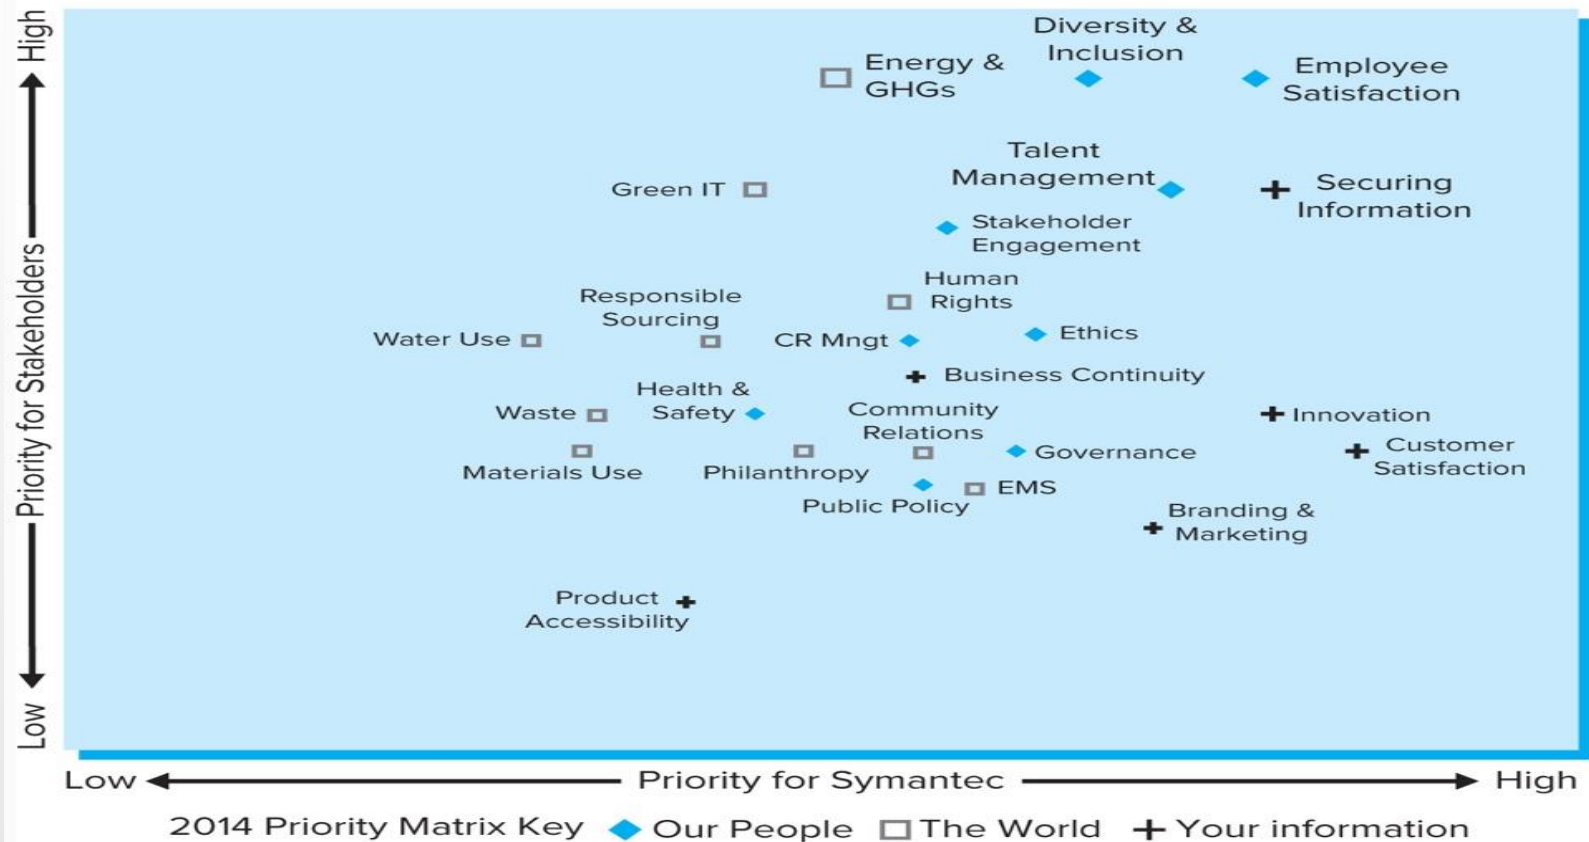 High
Priority for Stakeholders
Low
Diversity &
Inclusion
Energy &
GHGs
Employee
Satisfaction
Talent
Management
Green IT
Securing
Information
Stakeholder
Engagement
Human
Rights
Responsible
Sourcing
Water Use
CR Mngt
Ethics
Business Continuity
Health &
Safety
Waste
Community
Relations
Innovation
Materials Use
Philanthropy
Governance
Customer
Satisfaction
Public Policy
EMS
Branding &
Marketing
Product
Accessibility
Low Priority for Symantec High
2014 Priority Matrix Key Our People The World Your information